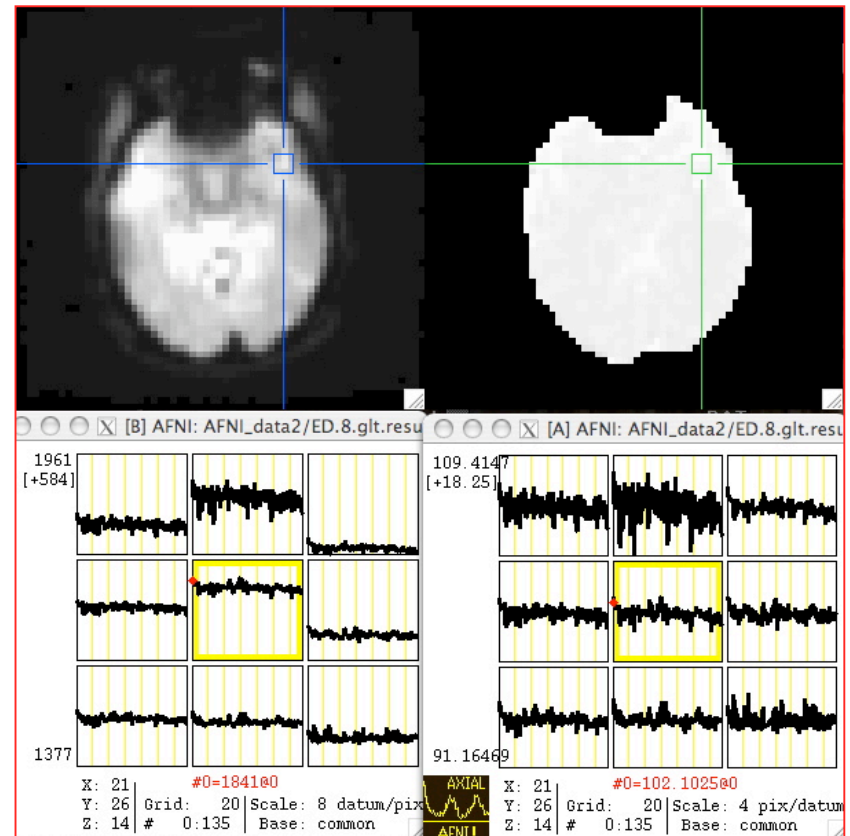 X [B] AFNI: AFNI_data2/ED.8.glt.resu
X [A] AFNI: AFNI_data2/ED.8.glt.resu
1961
[+584]
1377
#0=1841@0
X: 21
Y: 26 Grid: 20 Scale: 8 datum/pix
Z: 14 # 0:135 Base: common
109.4147
[+18.25]
91.16469
AXIAL
AFNI
#0=102.1025@0
X: 21
Y: 26 Grid: 20 Scale: 4 pix/datum
Z: 14 # 0:135 Base: common